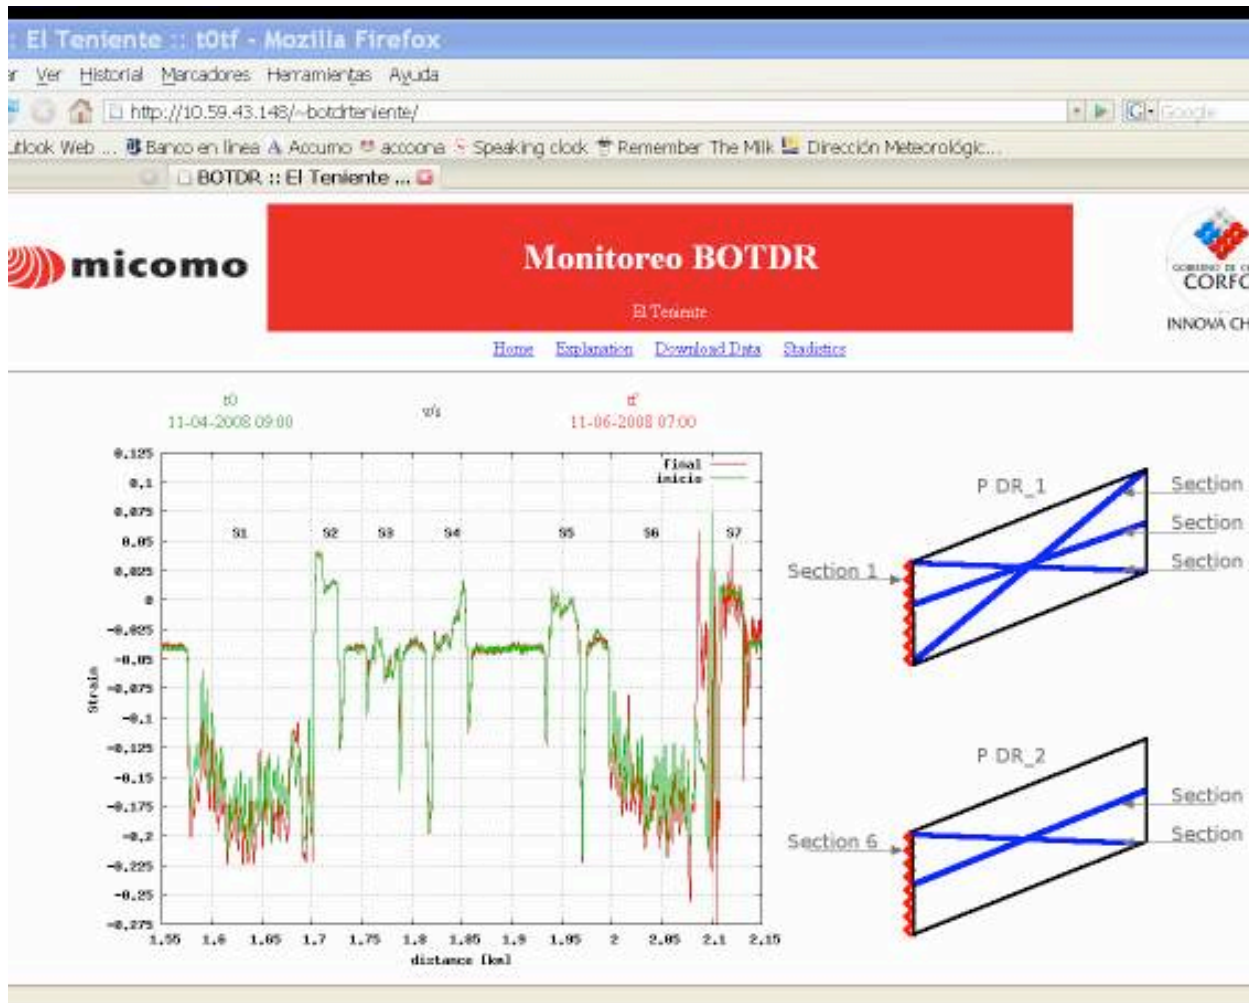 : El Teniente :: t0tf - Mozilla Firefox
Ver Historial Marcadores Herramientas Ayuda
http://10.59.43.148/~botdrteniente/
Google
Web ... Banco en línea Accumo accoona Speaking clock Remember The Milk Dirección Meteorológic...
BOTDR :: El Teniente ...
micomo
Monitoreo BOTDR
El Teniente
GOBIERNO DE
CORFO
INNOVA CH
Home Explanation Download Data Stadistics
t0
11-04-2008 09:00
v/s
tf
11-06-2008 07:00
final
inicio
0.125
0.1
0.075
0.05
0.025
0
-0.025
-0.05
-0.075
-0.1
-0.125
-0.15
-0.175
-0.2
-0.225
-0.25
-0.275
Strain
S1 S2 S3 S4 S5 S6 S7
1.55 1.6 1.65 1.7 1.75 1.8 1.85 1.9 1.95 2 2.05 2.1 2.15
distance [km]
P DR_1
Section 1
Section
Section
Section
P DR_2
Section 6
Section
Section